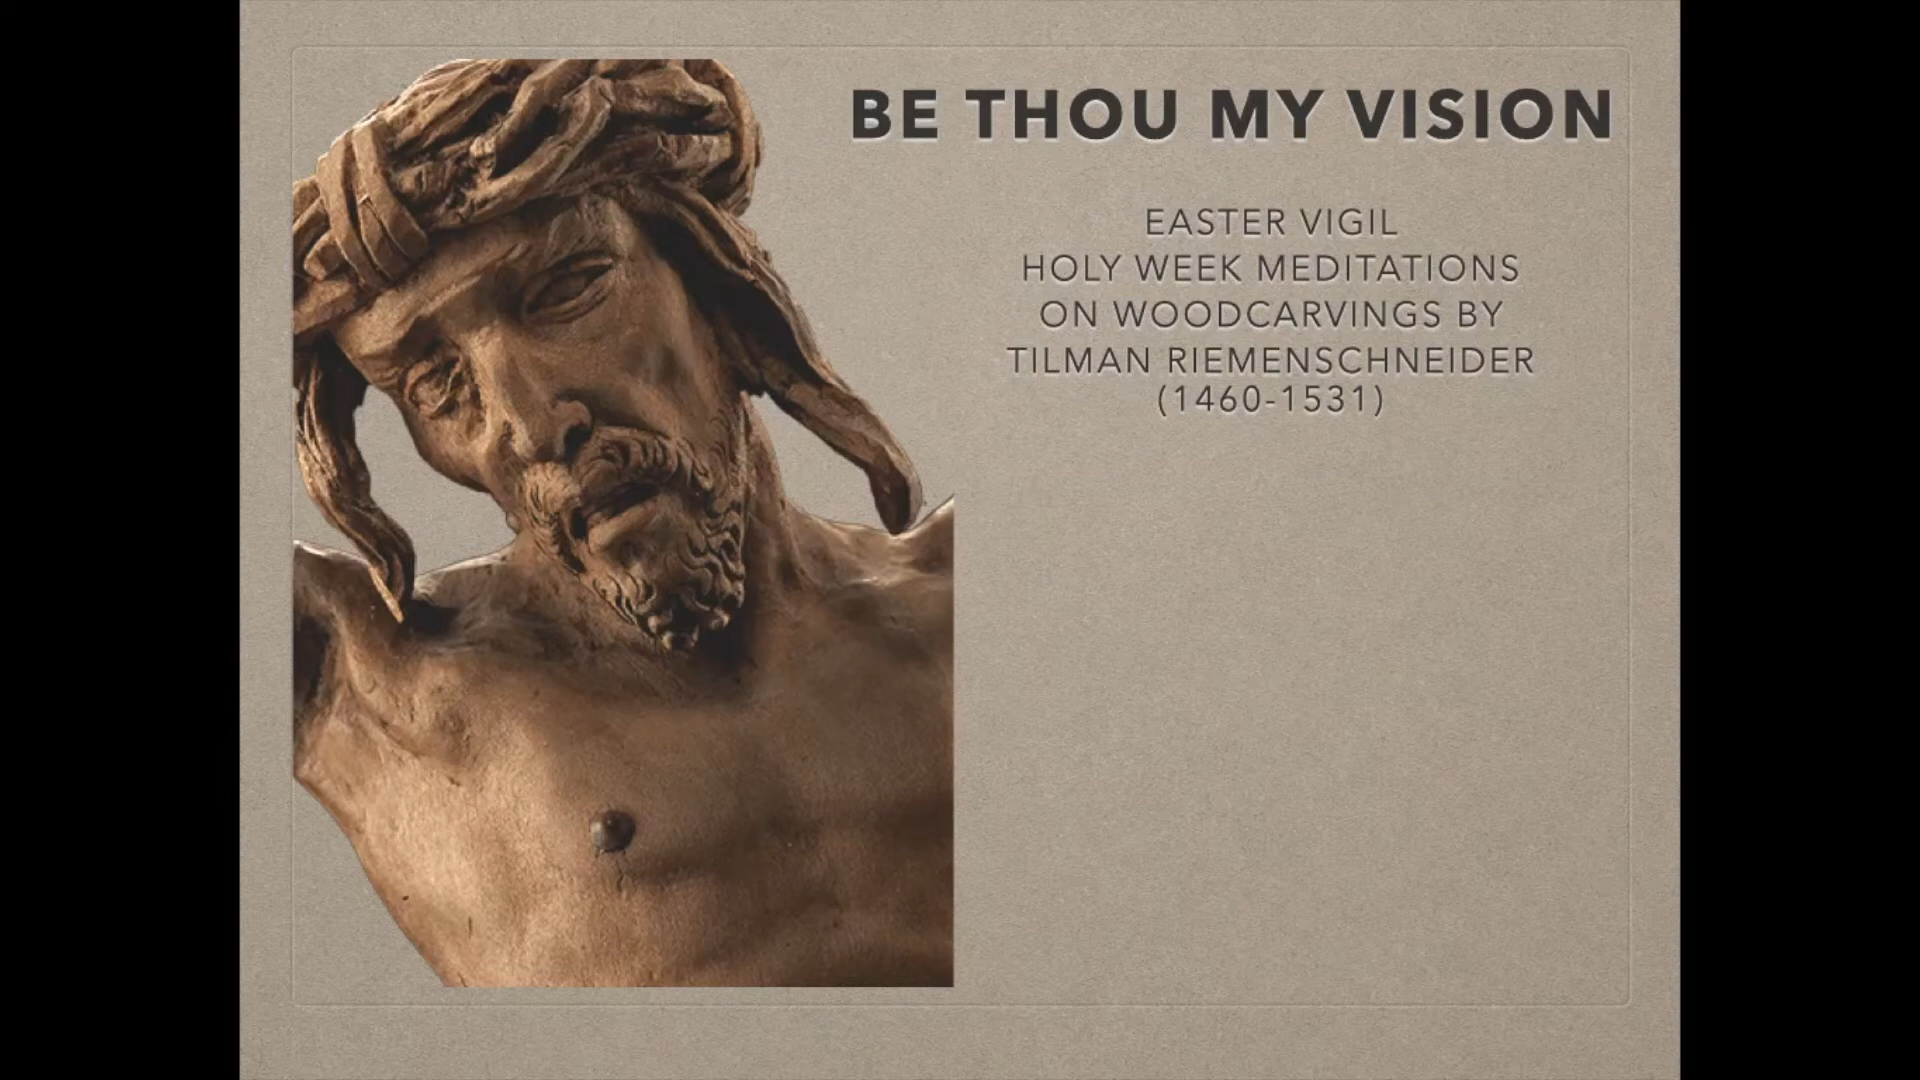 BE THOU MY VISION
EASTER VIGIL
HOLY WEEK MEDITATIONS
ON WOODCARVINGS BY
TILMAN RIEMENSCHNEIDER
(1460-1531)